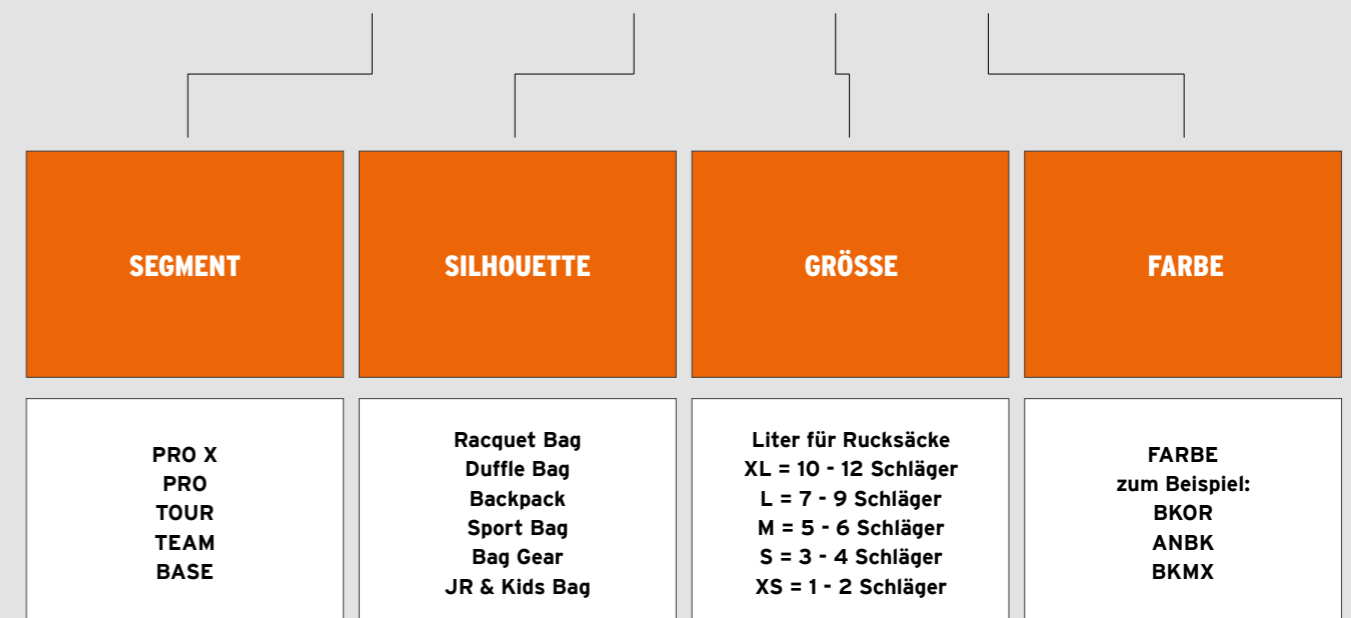 SEGMENT
SILHOUETTE
GRÖSSE
FARBE
PRO X
PRO
TOUR
TEAM
BASE
Racquet Bag
Duffle Bag
Backpack
Sport Bag
Bag Gear
JR & Kids Bag
Liter für Rucksäcke
XL = 10 - 12 Schläger
L = 7 - 9 Schläger
M = 5 - 6 Schläger
S = 3 - 4 Schläger
XS = 1 - 2 Schläger
FARBE
zum Beispiel:
BKOR
ANBK
BKMX